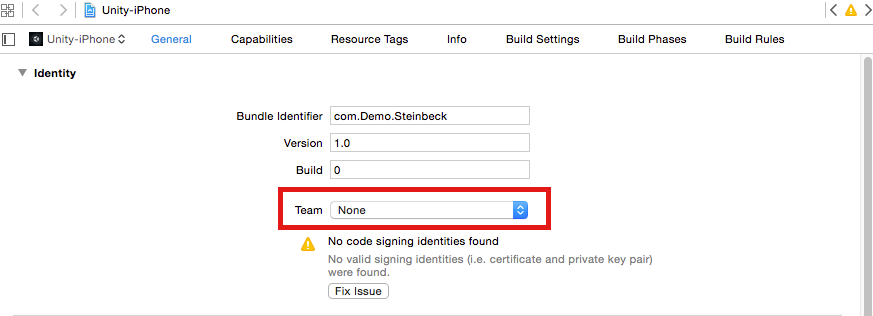 Unity-iPhone
Unity-iPhone General Capabilities Resource Tags Info Build Settings Build Phases Build Rules
Identity
Bundle Identifier com.Demo.Steinbeck
Version 1.0
Build 0
Team None
No code signing identities found
No valid signing identities (i.e. certificate and private key pair)
were found.
Fix Issue